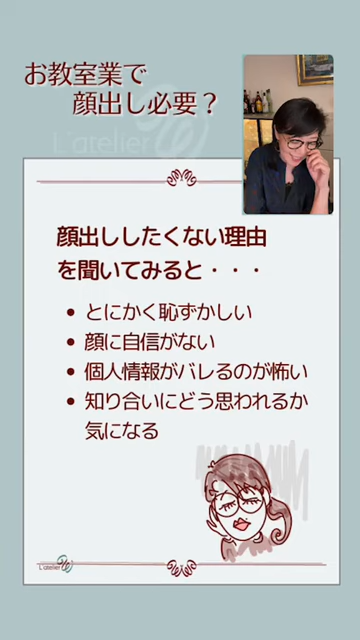 お教室業で
顔出し必要？
L'atelier
顔出ししたくない理由
を聞いてみると・・・
• とにかく恥ずかしい
• 顔に自信がない
• 個人情報がバレるのが怖い
• 知り合いにどう思われるか
気になる
L'atelier